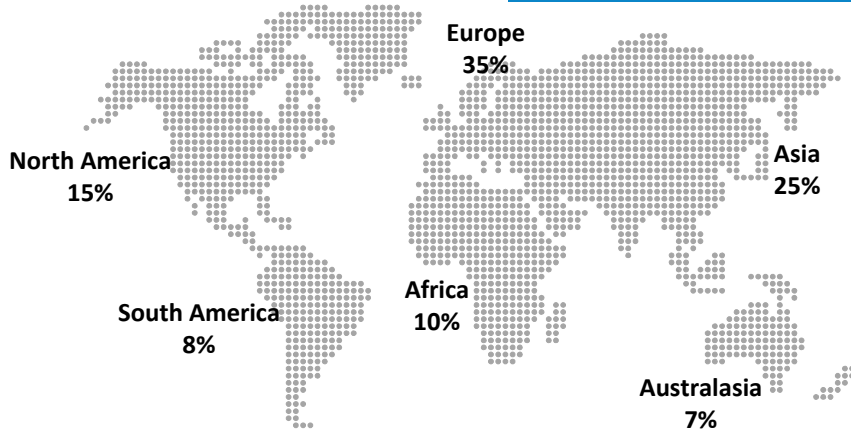 Europe
35%
North America
15%
Asia
25%
South America
8%
Africa
10%
Australasia
7%